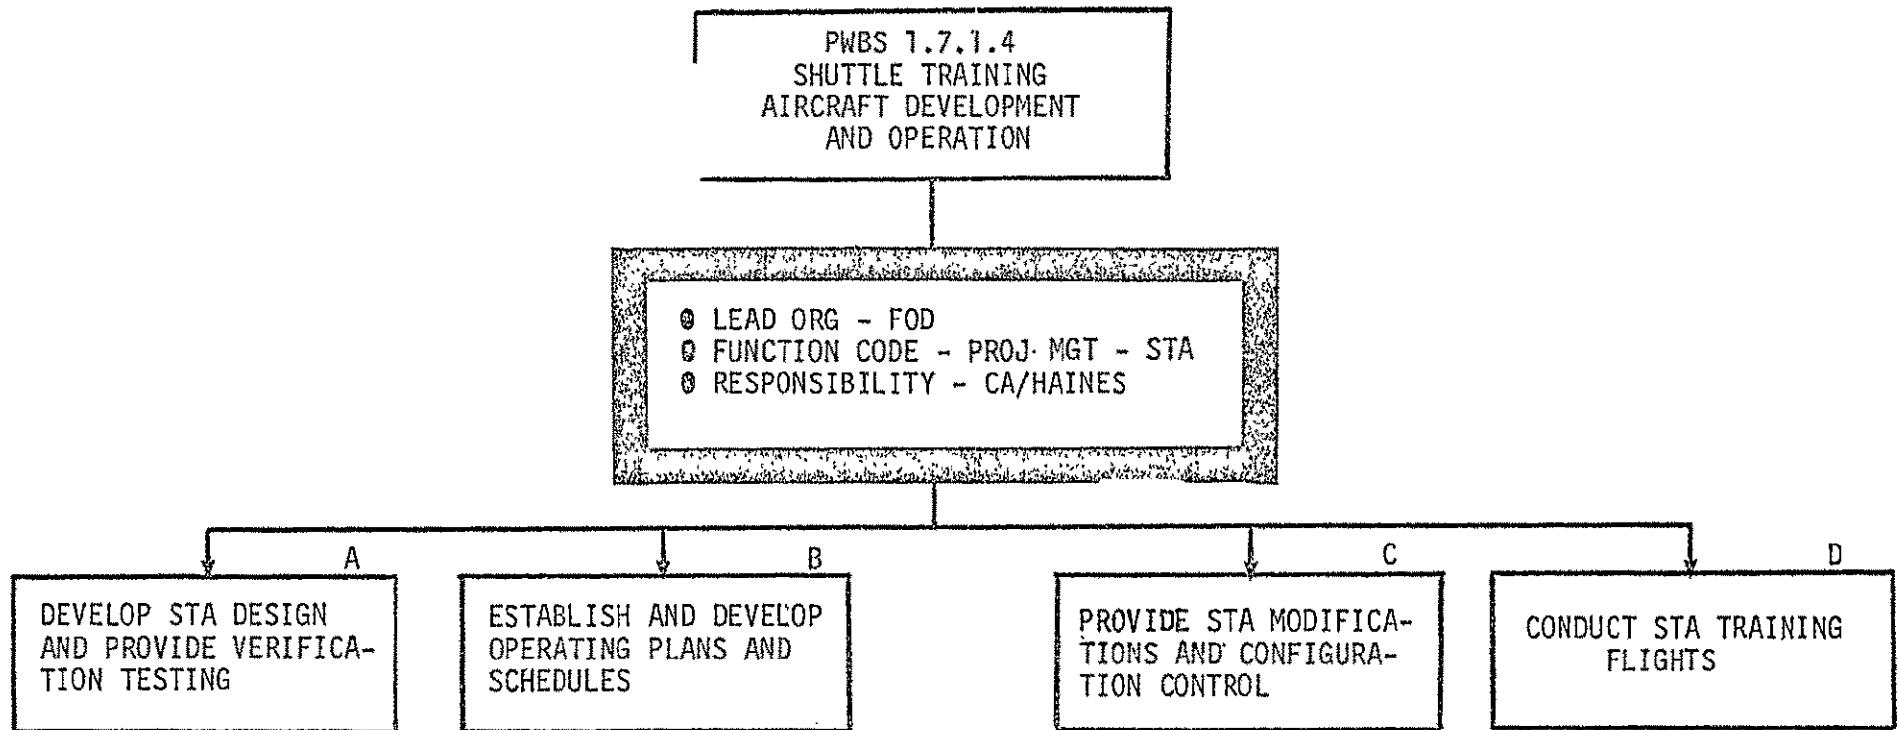 PWBS 1.7.1.4
SHUTTLE TRAINING
AIRCRAFT DEVELOPMENT
AND OPERATION
LEAD ORG - FOD
FUNCTION CODE - PROJ. MGT - STA
RESPONSIBILITY - CA/HAINES
A
DEVELOP STA DESIGN
AND PROVIDE VERIFICA-
TION TESTING
B
ESTABLISH AND DEVELOP
OPERATING PLANS AND
SCHEDULES
C
PROVIDE STA MODIFICA-
TIONS AND CONFIGURA-
TION CONTROL
D
CONDUCT STA TRAINING
FLIGHTS